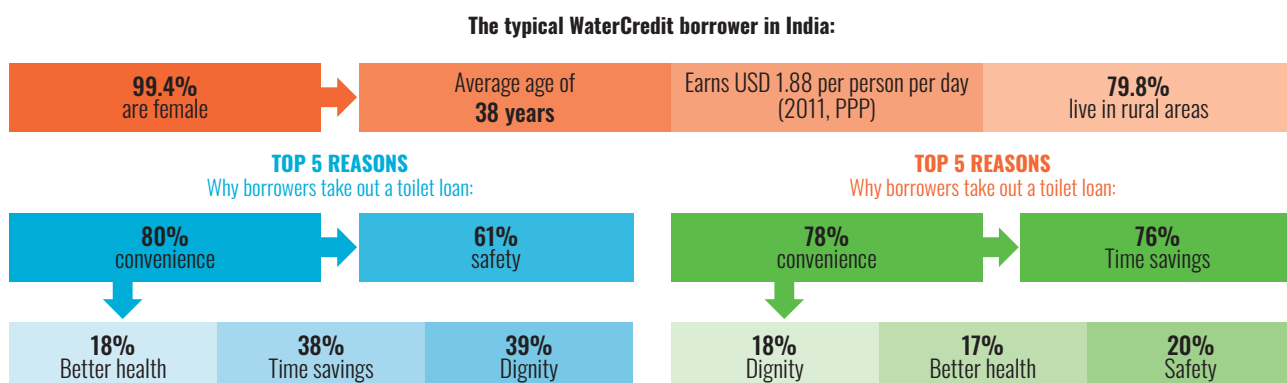 The typical WaterCredit borrower in India:
99.4%
are female
Average age of
38 years
Earns USD 1.88 per person per day
(2011, PPP)
79.8%
live in rural areas
TOP 5 REASONS
Why borrowers take out a toilet loan:
80%
convenience
61%
safety
18%
Better health
38%
Time savings
39%
Dignity
TOP 5 REASONS
Why borrowers take out a toilet loan:
78%
convenience
76%
Time savings
18%
Dignity
17%
Better health
20%
Safety